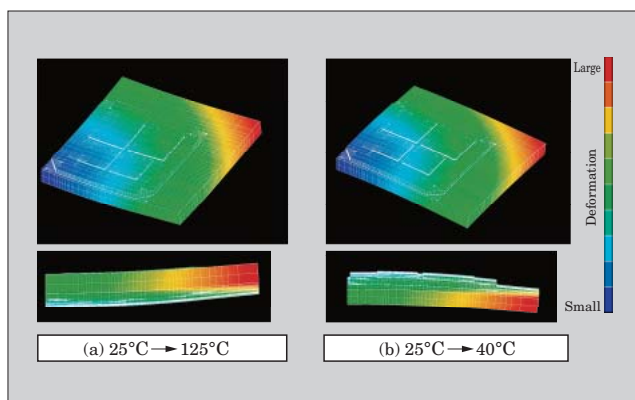 Large
Deformation
Small
(a) 25°C → 125°C
(b) 25°C → 40°C